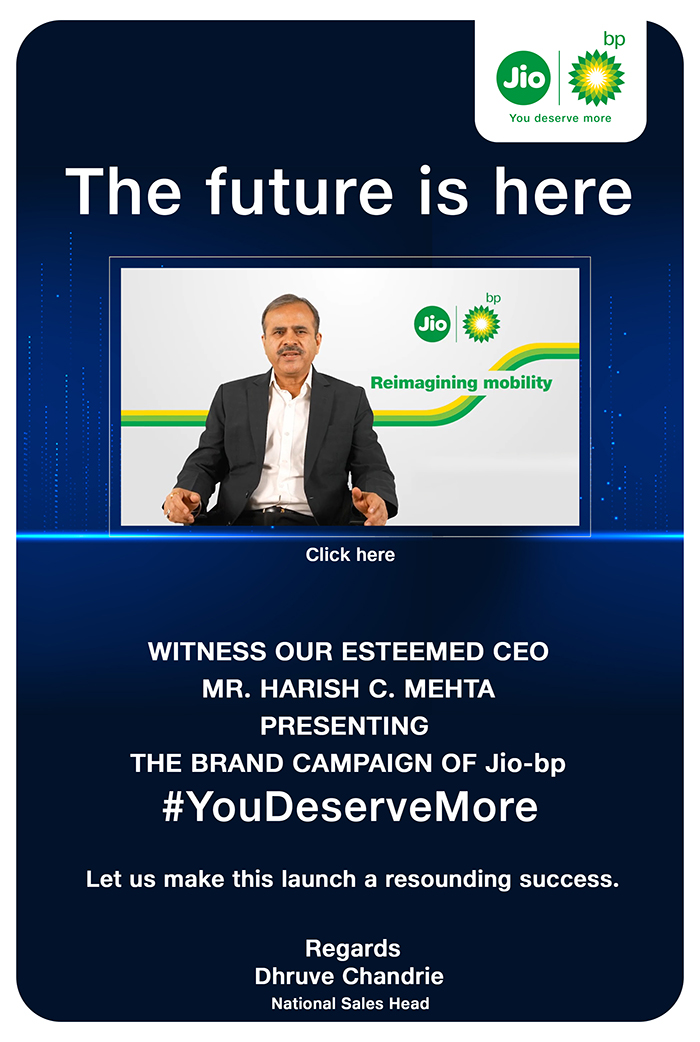 bp
Jio
You deserve more
The future is here
bp
Jio
Reimagining mobility
Click here
WITNESS OUR ESTEEMED CEO
MR. HARISH C. MEHTA
PRESENTING
THE BRAND CAMPAIGN OF Jio-bp
#YouDeserveMore
Let us make this launch a resounding success.
Regards
Dhruve Chandrie
National Sales Head